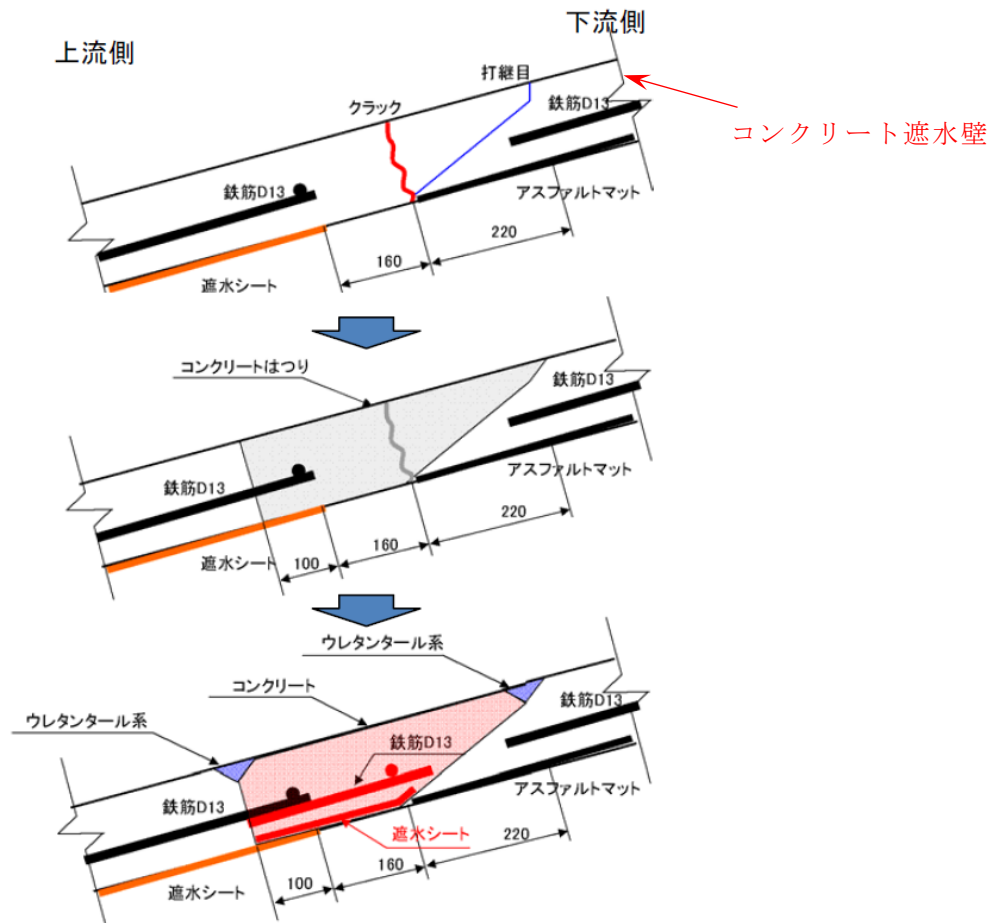 上流側
下流側
打継目
クラック
鉄筋D13
コンクリート遮水壁
鉄筋D13
アスファルトマット
220
160
遮水シート
コンクリートはつり
鉄筋D13
鉄筋D13
アスファルトマット
220
160
100
遮水シート
ウレタンタール系
コンクリート
鉄筋D13
ウレタンタール系
鉄筋D13
鉄筋D13
アスファルトマット
遮水シート
220
160
100
遮水シート